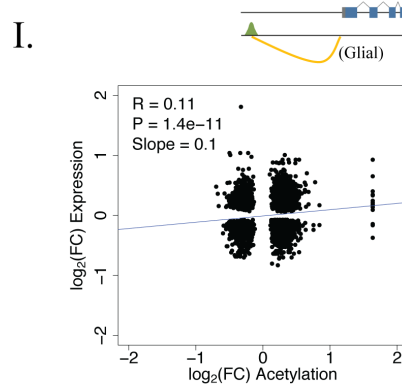 I.
(Glial)
R = 0.11
P = 1.4e−11
Slope = 0.1
log2(FC) Expression
2
1
0
−1
−2
−2
−1
0
1
2
log2(FC) Acetylation